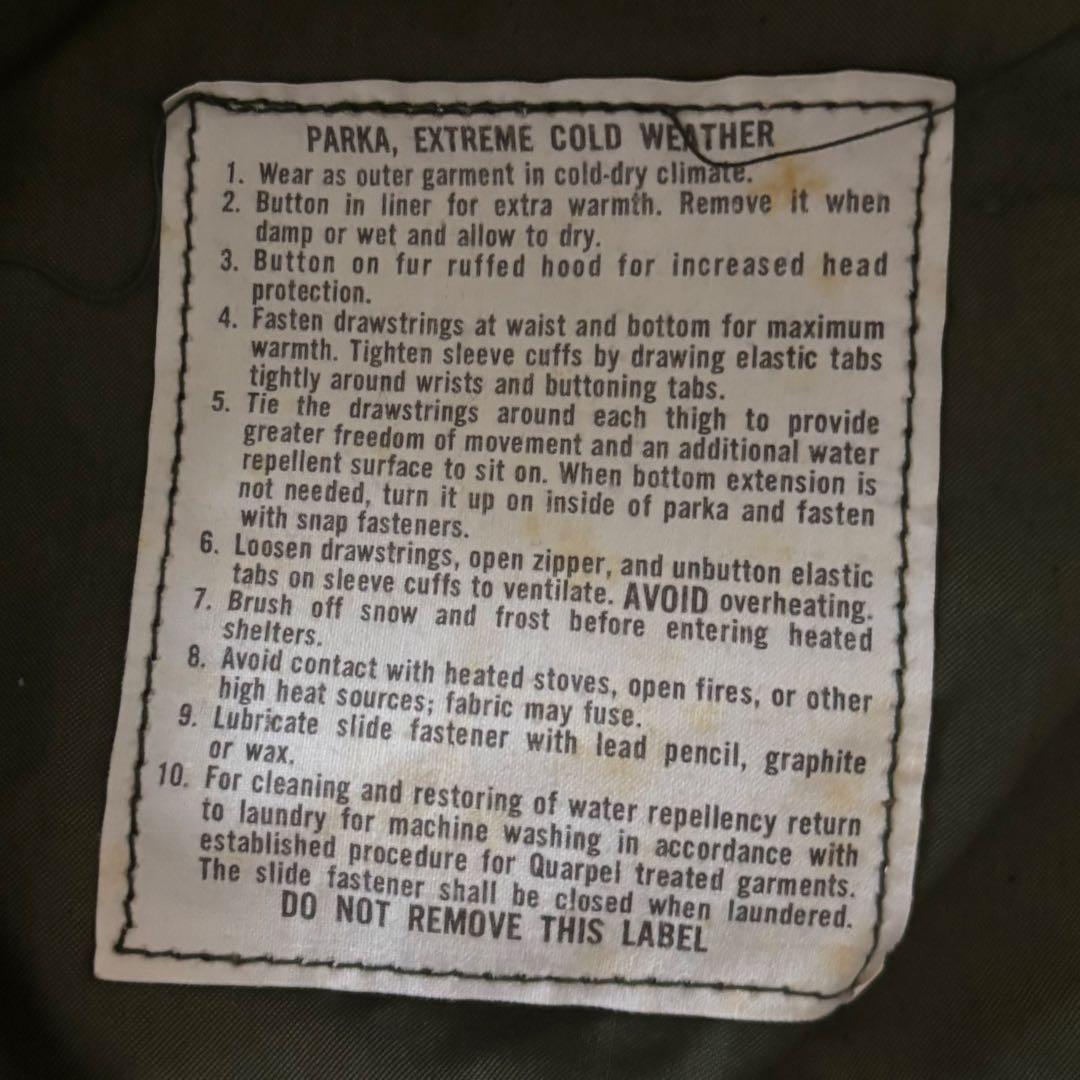 PARKA, EXTREME COLD WEATHER
1. Wear as outer garment in cold-dry climate.
2. Button in liner for extra warmth. Remove it when
damp or wet and allow to dry.
3. Button on fur ruffed hood for increased head
protection.
4. Fasten drawstrings at waist and bottom for maximum
warmth. Tighten sleeve cuffs by drawing elastic tabs
tightly around wrists and buttoning tabs.
5. Tie the drawstrings around each thigh to provide
greater freedom of movement and an additional water
repellent surface to sit on. When bottom extension is
not needed, turn it up on inside of parka and fasten
with snap fasteners.
6. Loosen drawstrings, open zipper, and unbutton elastic
tabs on sleeve cuffs to ventilate. AVOID overheating.
7. Brush off snow and frost before entering heated
shelters.
8. Avoid contact with heated stoves, open fires, or other
high heat sources; fabric may fuse.
9. Lubricate slide fastener with lead pencil, graphite
or wax.
10. For cleaning and restoring of water repellency return
to laundry for machine washing in accordance with
established procedure for Quarpel treated garments.
The slide fastener shall be closed when laundered.
DO NOT REMOVE THIS LABEL